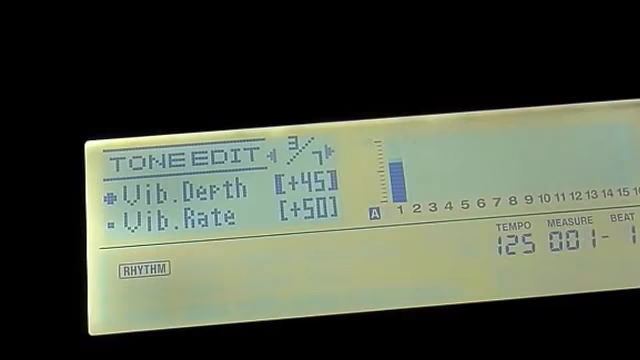 TONE EDIT 3/7
Vib.Depth [+45]
Vib.Rate [+50]
A 1 2 3 4 5 6 7 8 9 10 11 12 13 14 15
TEMPO MEASURE BEAT
125 001-1
RHYTHM